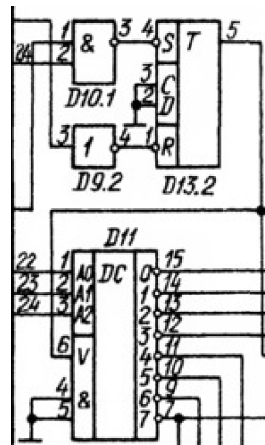 1 & 3 4 S T 5
24 2
D10.1
3 C
2 D
3 1 4 1 R
D9.2 D13.2
D11
22 1 A0 DC 0 15
23 2 A1 1 14
24 3 A2 2 13
3 12
6 V 4 11
5 10
4 & 6 9
5 7 7